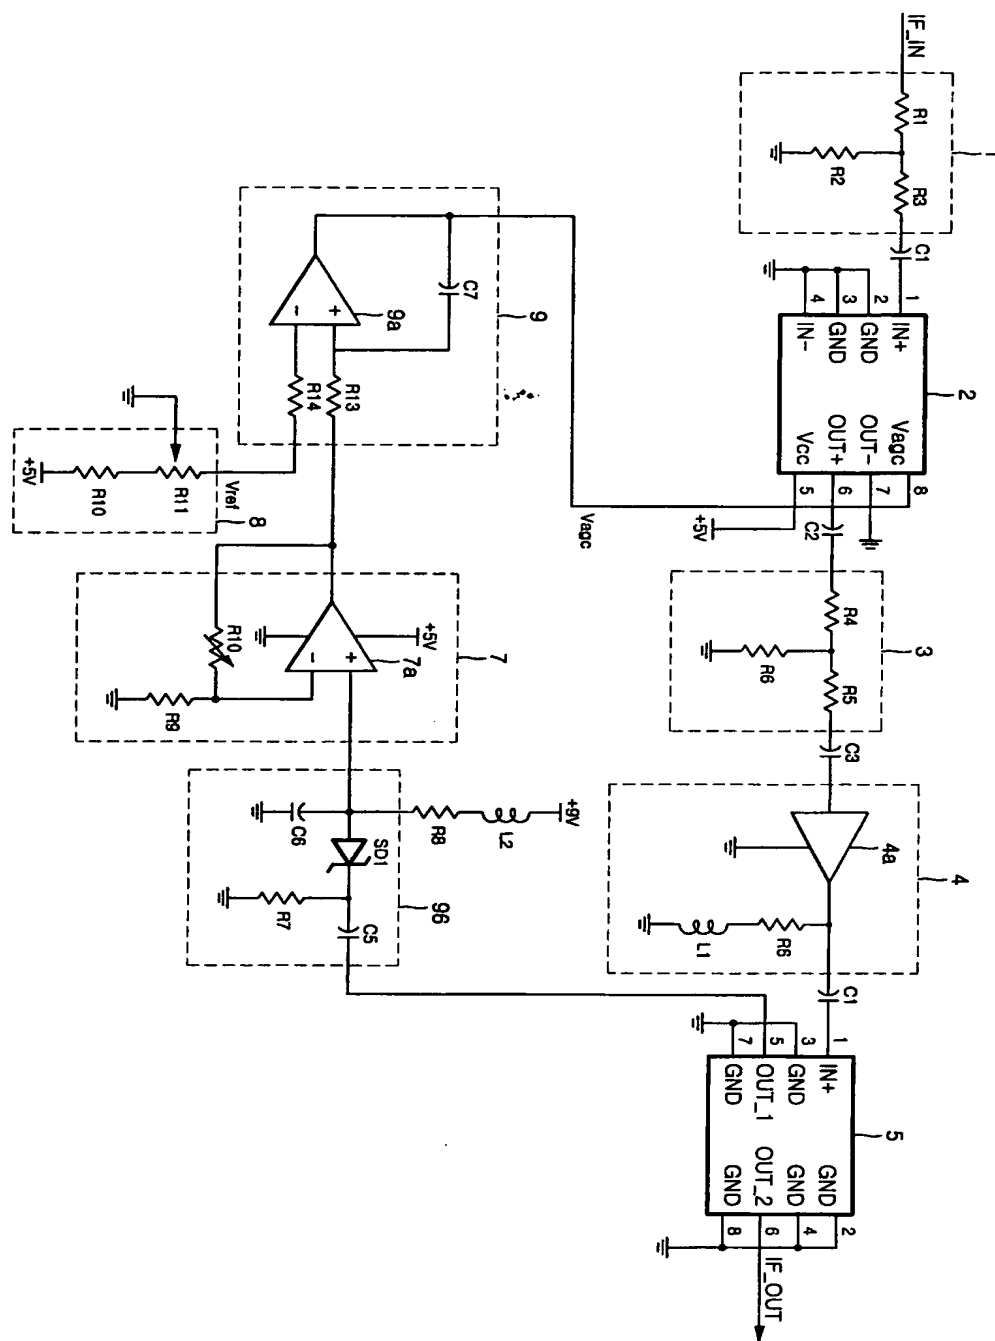 IF_IN
R1
R2
R3
1
C1
1
2
3
4
IN+
GND
GND
IN-
2
Vagc
OUT-
OUT+
Vcc
8
7
6
5
+5V
C2
R4
R6
R5
3
C3
4a
4
R6
L1
C1
1
3
5
7
IN+
GND
OUT_1
GND
5
GND
GND
OUT_2
GND
2
4
6
8
IF_OUT
Vagc
C7
9a
9
+
-
R13
R14
Vref
R11
R10
+5V
8
+5V
7a
7
+
-
R10
R9
+9V
L2
R8
C6
SD1
R7
C5
96